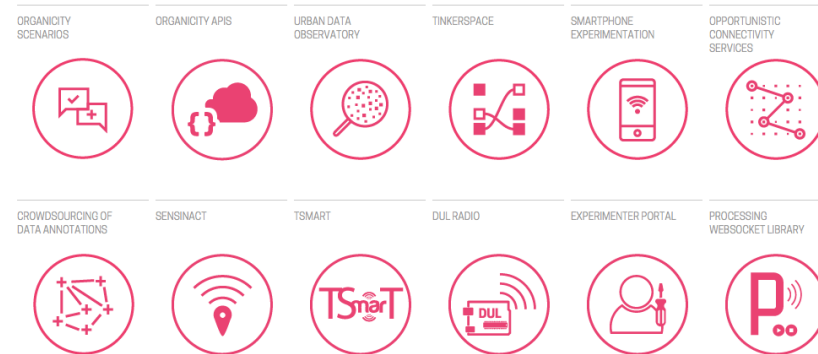 ORGANICITY
SCENARIOS
ORGANICITY APIS
URBAN DATA
OBSERVATORY
TINKERSPACE
SMARTPHONE
EXPERIMENTATION
OPPORTUNISTIC
CONNECTIVITY
SERVICES
{}
CROWDSOURCING OF
DATA ANNOTATIONS
SENSINACT
TSMART
DUL RADIO
EXPERIMENTER PORTAL
PROCESSING
WEBSOCKET LIBRARY
TSmarT
DUL
P